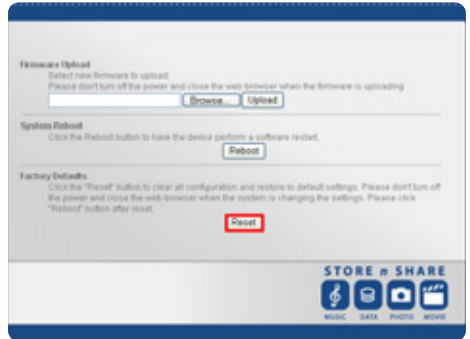 Firmware Upload
Select new firmware to upload.
Please don't turn off the power and close the web browser when the firmware is uploading.
Browse... Upload
System Reboot
Click the Reboot button to have the device perform a software restart.
Reboot
Factory Defaults
Click the "Reset" button to clear all configuration and restore to default settings. Please don't turn off
the power and close the web browser when the system is changing the settings. Please click
"Reboot" button after reset.
Reset
STORE n SHARE
MUSIC DATA PHOTO MOVIE